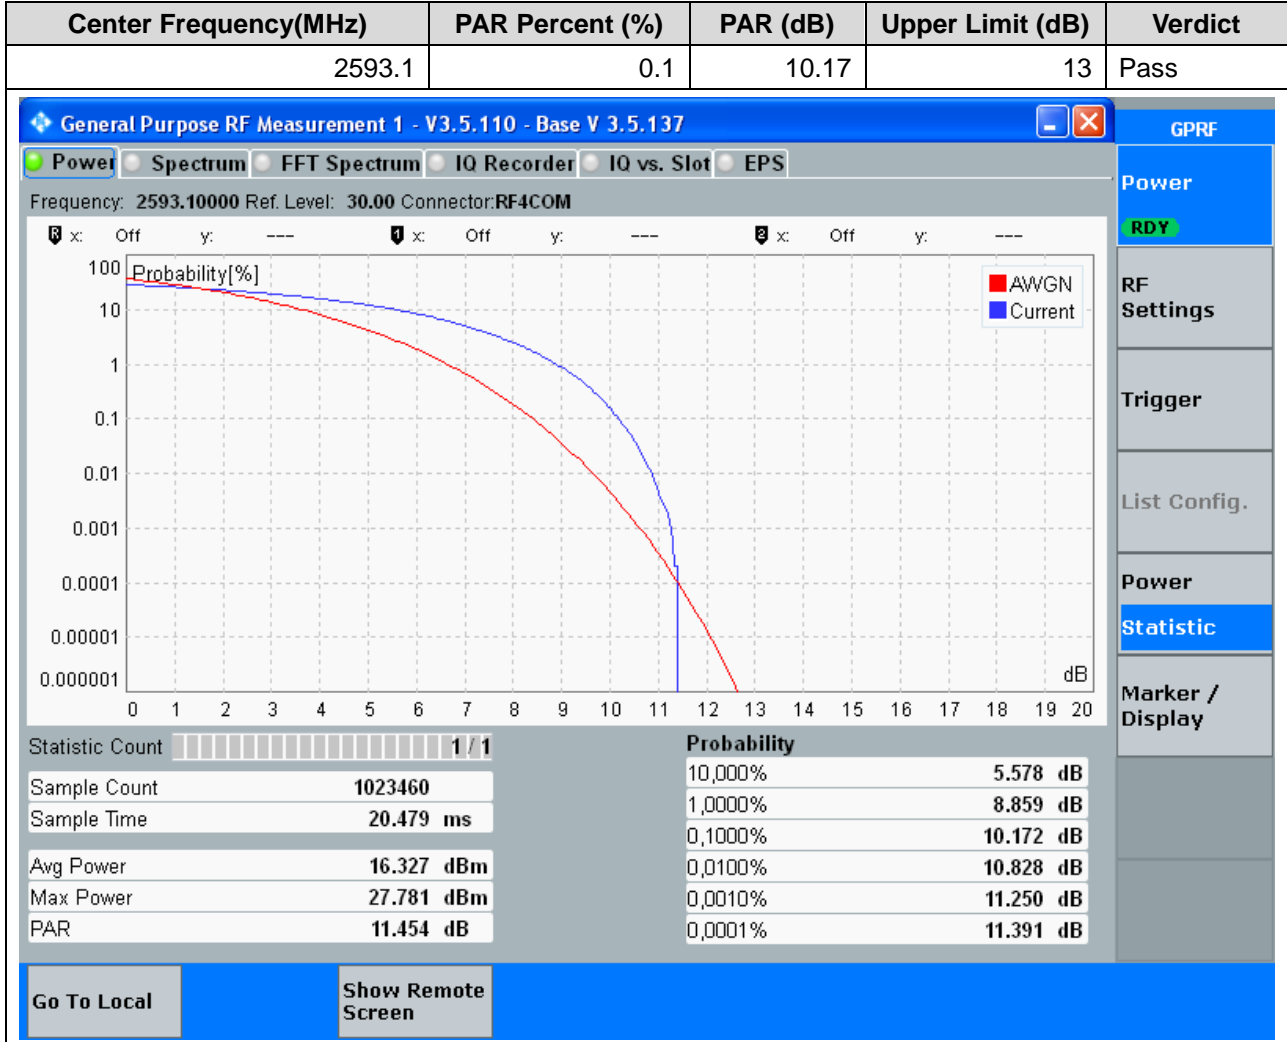 Center Frequency(MHz) PAR Percent (%) PAR (dB) Upper Limit (dB) Verdict
2593.1 0.1 10.17 13 Pass
General Purpose RF Measurement 1 - V3.5.110 - Base V 3.5.137
GPRF
Power Spectrum FFT Spectrum IQ Recorder IQ vs. Slot EPS
Power
RDY
Frequency: 2593.10000 Ref. Level: 30.00 Connector:RF4COM
R x: Off y: --- 1 x: Off y: --- 2 x: Off y: ---
Probability[%]
AWGN
Current
100
10
1
0.1
0.01
0.001
0.0001
0.00001
0.000001
dB
0 1 2 3 4 5 6 7 8 9 10 11 12 13 14 15 16 17 18 19 20
RF
Settings
Trigger
List Config.
Power
Statistic
Marker /
Display
Statistic Count 1 / 1
Sample Count 1023460
Sample Time 20.479 ms
Avg Power 16.327 dBm
Max Power 27.781 dBm
PAR 11.454 dB
Probability
10,000% 5.578 dB
1,0000% 8.859 dB
0,1000% 10.172 dB
0,0100% 10.828 dB
0,0010% 11.250 dB
0,0001% 11.391 dB
Go To Local
Show Remote
Screen